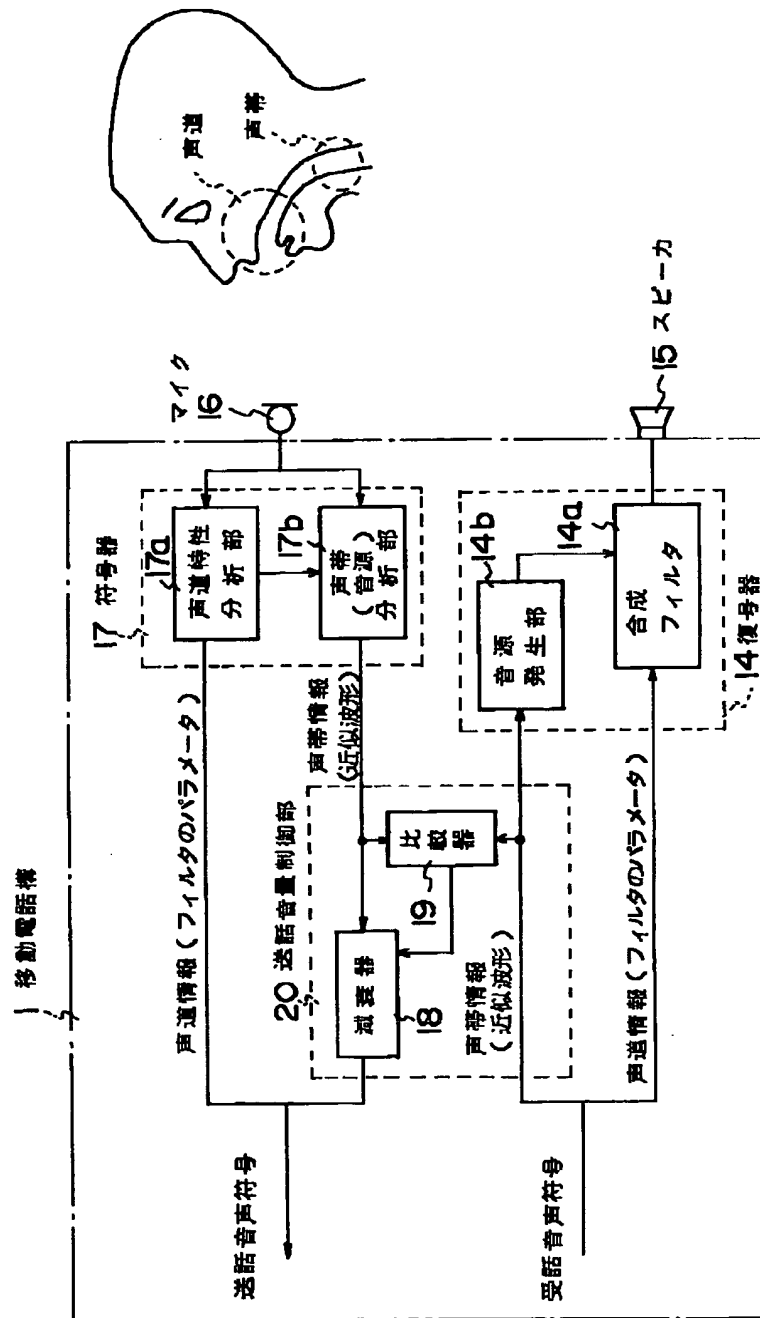 1 移動電話機
声道情報(フィルタのパラメータ)
17 符号器
17a
声道特性
分析部
マイク
16
声道
声帯
17b
声帯
(音源)
分析部
声帯情報
(近似波形)
20 送話音量制御部
減衰器
18
比較器
19
送話音声符号
声帯情報
(近似波形)
14b
音源
発生部
14a
合成
フィルタ
15 スピーカ
14 復号器
受話音声符号
声道情報(フィルタのパラメータ)